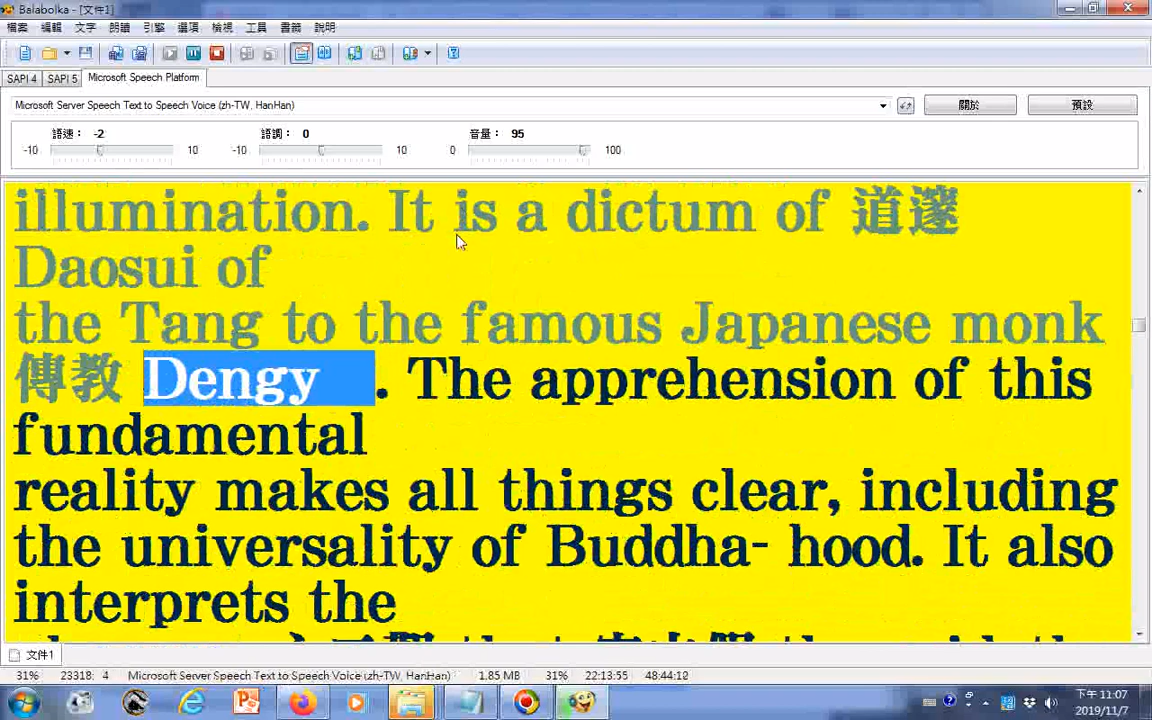 Balabolka - [文件1]
檔案 編輯 文字 朗讀 引擎 選項 檢視 工具 書籤 說明
SAPI 4 SAPI 5 Microsoft Speech Platform
Microsoft Server Speech Text to Speech Voice (zh-TW, HanHan) 關於 預設
語速： -2 語調： 0 音量： 95
-10 10 -10 10 0 100
illumination. It is a dictum of 道邃
Daosui of
the Tang to the famous Japanese monk
傳教 Dengy . The apprehension of this
fundamental
reality makes all things clear, including
the universality of Buddha- hood. It also
interprets the
文件1
31% 23318: 4 Microsoft Server Speech Text to Speech Voice (zh-TW, HanHan) 1.85 MB 31% 22:13:55 48:44:12
下午 11:07
2019/11/7